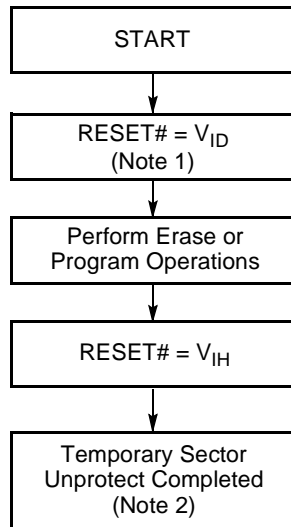 START
RESET# = VID
(Note 1)
Perform Erase or
Program Operations
RESET# = VIH
Temporary Sector
Unprotect Completed
(Note 2)